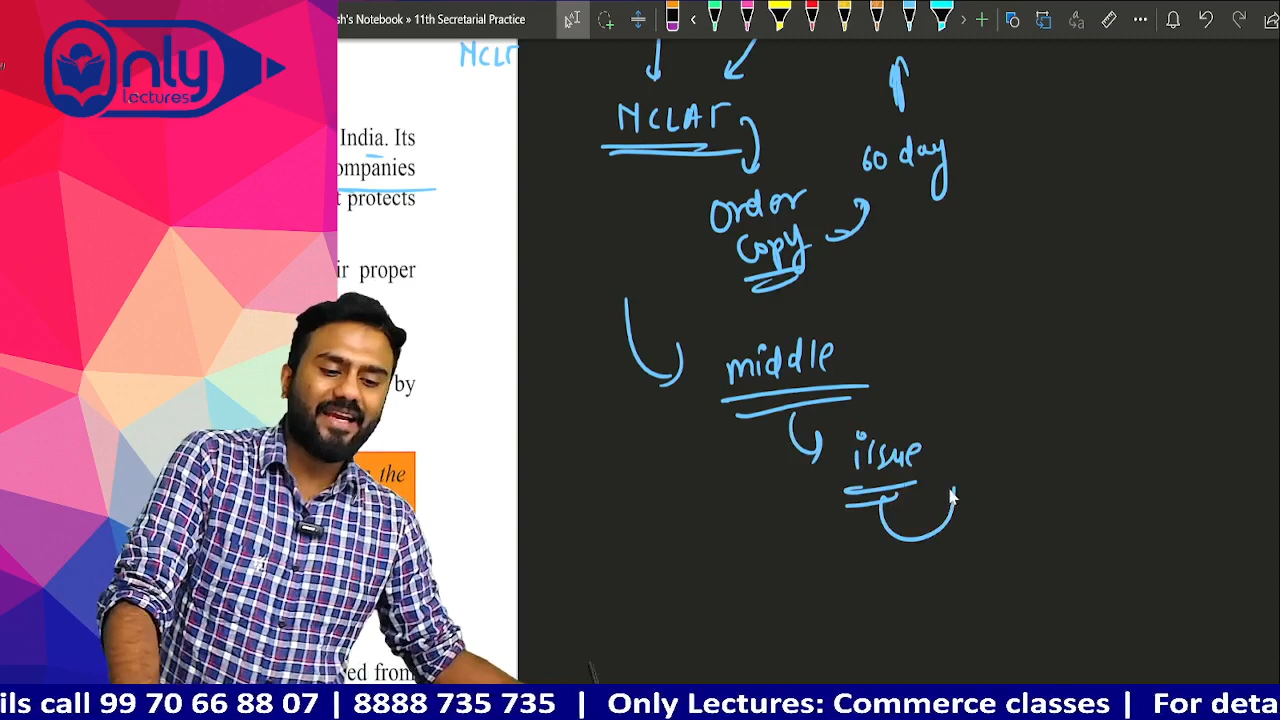 sh's Notebook » 11th Secretarial Practice
Only
lectures
NCLT
India. Its
ompanies
t protects
ir proper
by
the
ed from
NCLAT
60 day
Order
copy
middle
issue
ils call 99 70 66 88 07 | 8888 735 735 | Only Lectures: Commerce classes | For deta